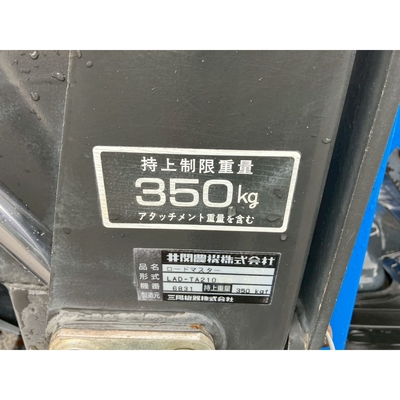 持上制限重量
350kg
アタッチメント重量を含む
井関農機株式会社
品名 ロードマスター
形式 LAD-TA210
機番 6831 持上重量 350 kgf
製造元 三陽機器株式会社